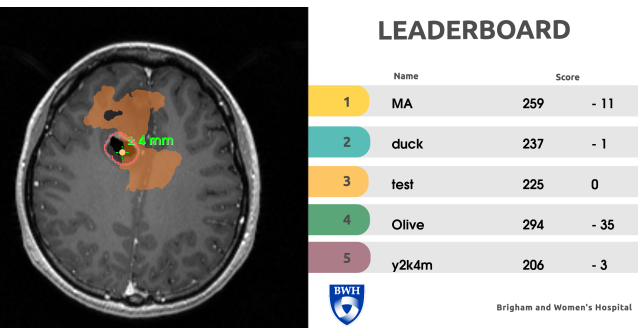 LEADERBOARD
Name Score
1 MA 259 - 11
2 duck 237 - 1
3 test 225 0
4 Olive 294 - 35
5 y2k4m 206 - 3
4 mm
BWH
Brigham and Women's Hospital